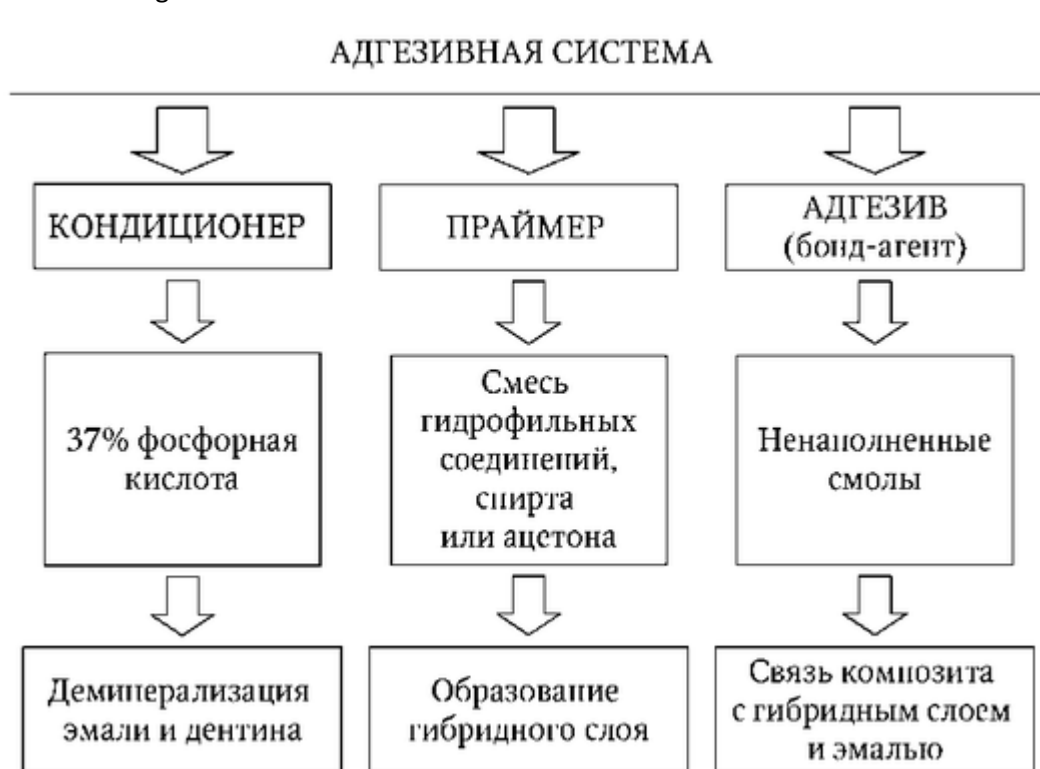 АДГЕЗИВНАЯ СИСТЕМА
КОНДИЦИОНЕР
ПРАЙМЕР
АДГЕЗИВ
(бонд-агент)
37% фосфорная
кислота
Смесь
гидрофильных
соединений,
спирта
или ацетона
Ненаполненные
смолы
Деминерализация
эмали и дентина
Образование
гибридного слоя
Связь композита
с гибридным слоем
и эмалью